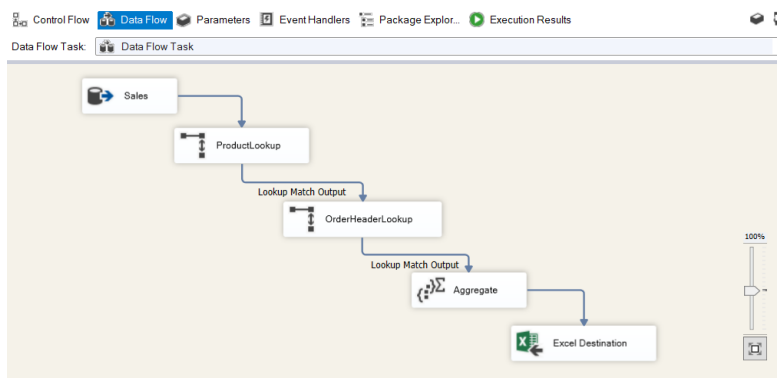 Control Flow Data Flow Parameters Event Handlers Package Explor... Execution Results
Data Flow Task: Data Flow Task
Sales
ProductLookup
Lookup Match Output
OrderHeaderLookup
100%
Lookup Match Output
Aggregate
Excel Destination